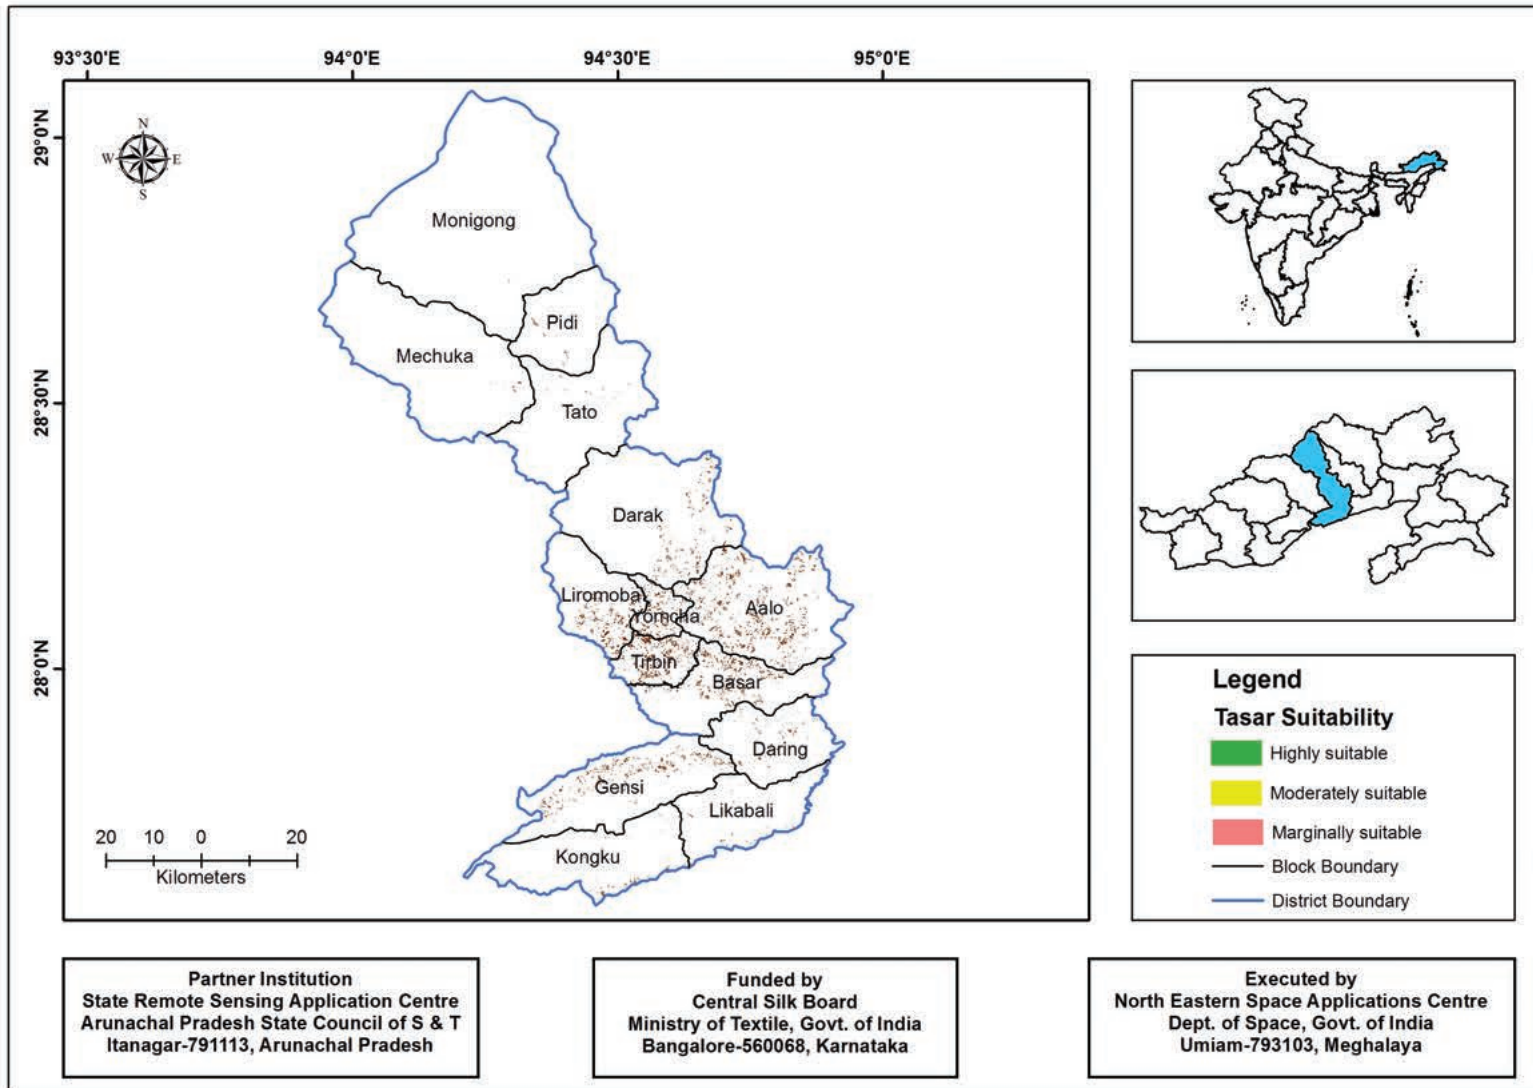 93°30'E 94°0'E 94°30'E 95°0'E
29°0'N
28°30'N
28°0'N
N
W E
S
Monigong
Pidi
Mechuka
Tato
Darak
Liromoba
Yomcha
Aalo
Tirbin
Basar
Daring
Gensi
Likabali
Kongku
20 10 0 20
Kilometers
Legend
Tasar Suitability
Highly suitable
Moderately suitable
Marginally suitable
Block Boundary
District Boundary
Partner Institution
State Remote Sensing Application Centre
Arunachal Pradesh State Council of S & T
Itanagar-791113, Arunachal Pradesh
Funded by
Central Silk Board
Ministry of Textile, Govt. of India
Bangalore-560068, Karnataka
Executed by
North Eastern Space Applications Centre
Dept. of Space, Govt. of India
Umiam-793103, Meghalaya